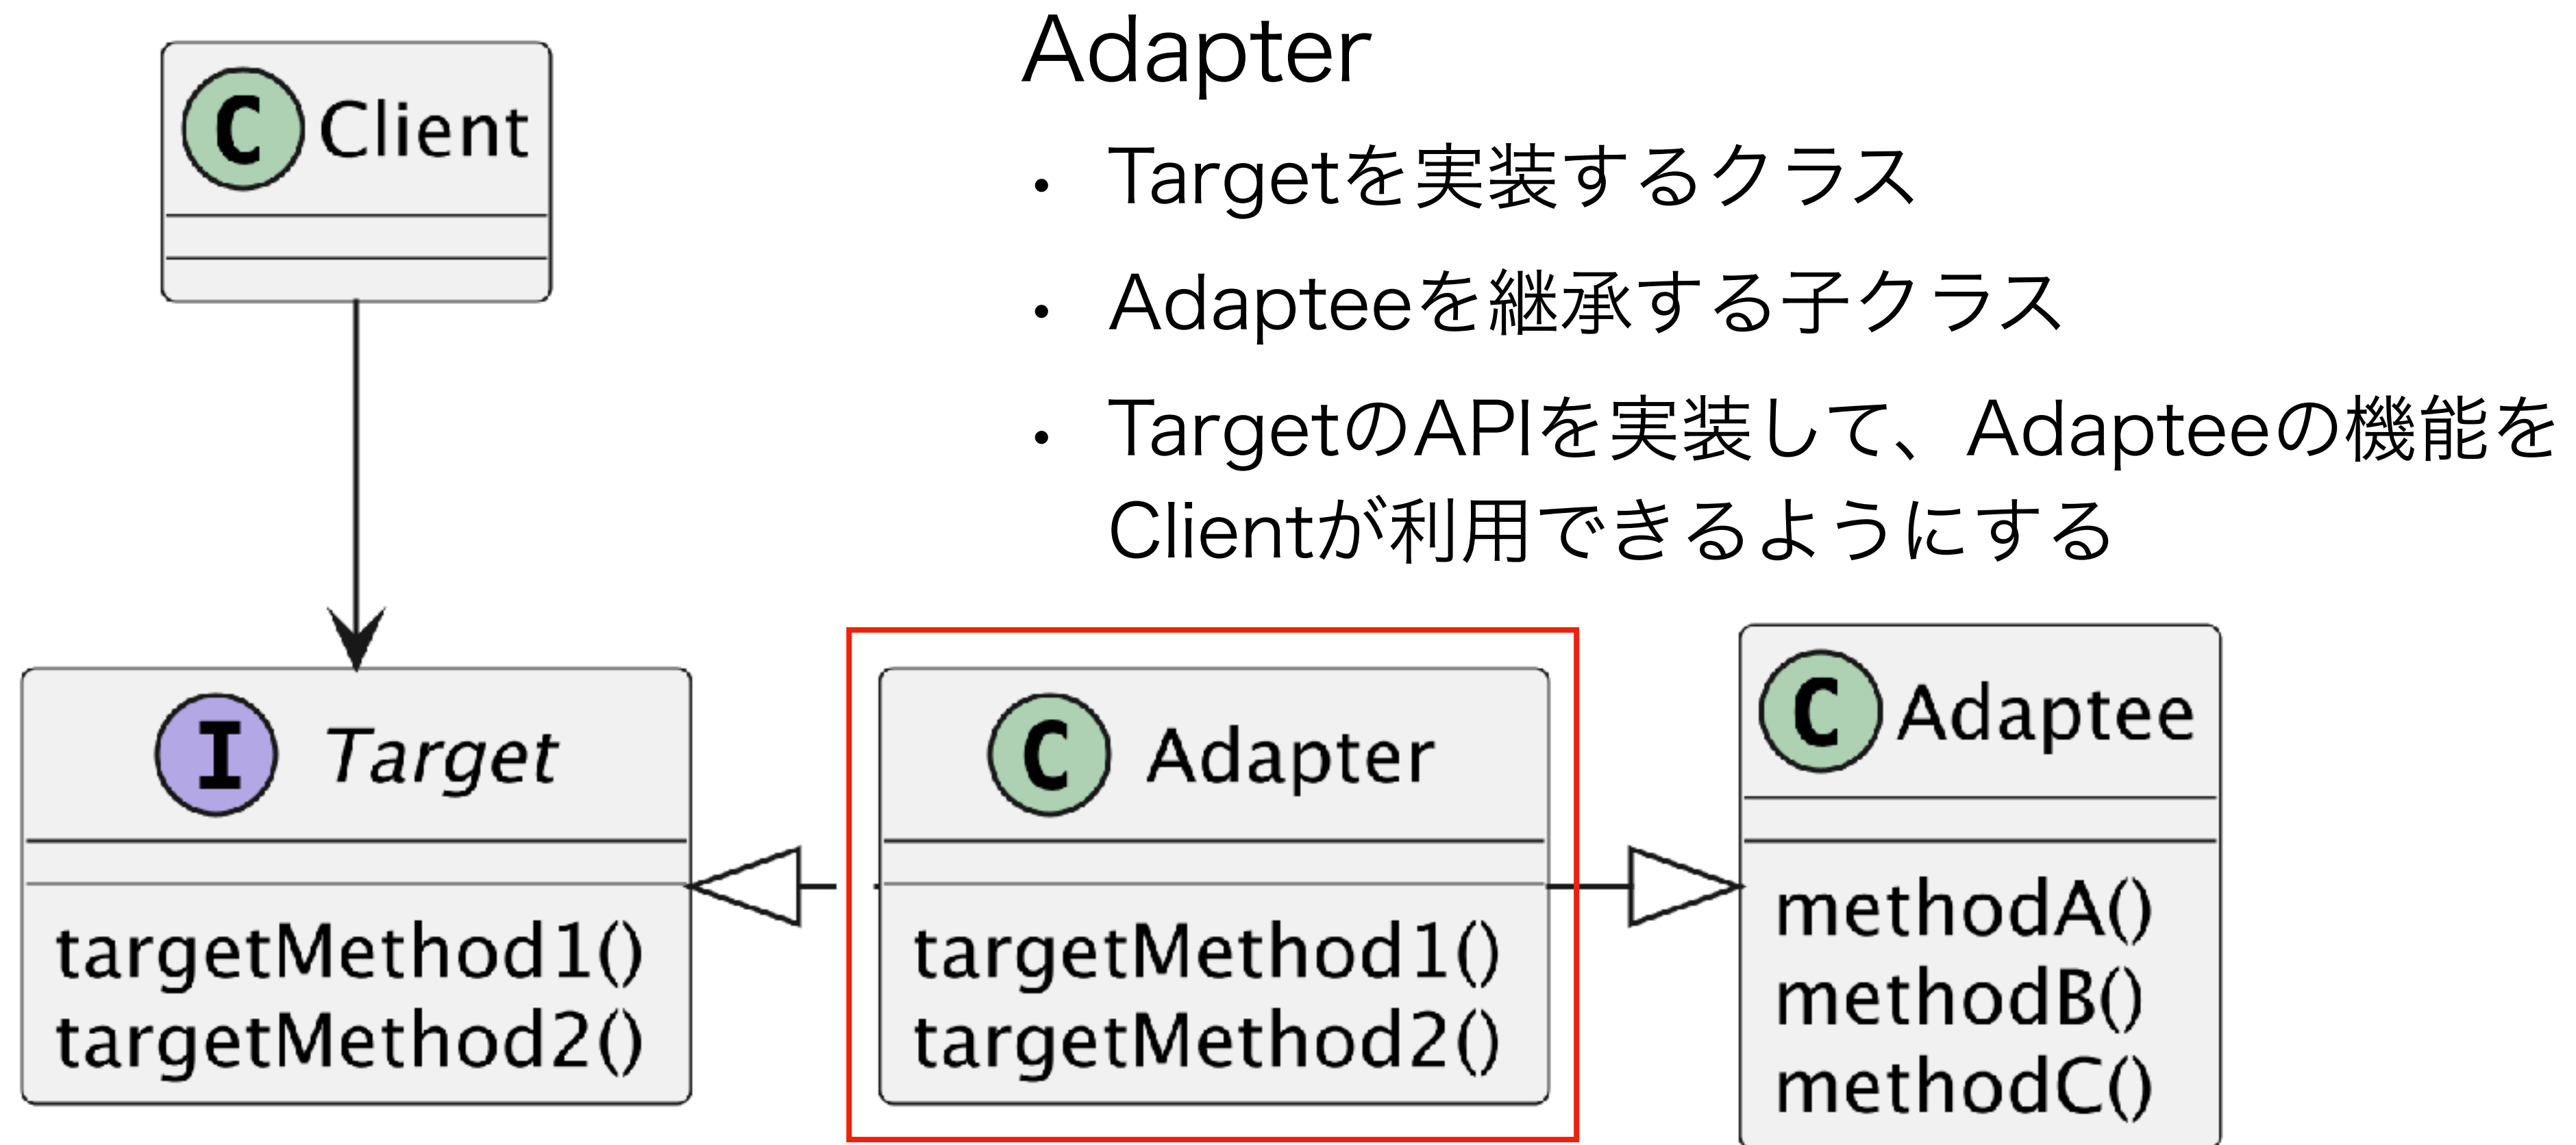 Adapter
・ Targetを実装するクラス
・ Adapteeを継承する子クラス
・ TargetのAPIを実装して、Adapteeの機能を
Clientが利用できるようにする
C Client
I Target
targetMethod1()
targetMethod2()
C Adapter
targetMethod1()
targetMethod2()
C Adaptee
methodA()
methodB()
methodC()